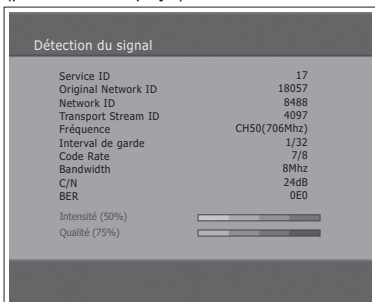 Détection du signal
Service ID 17
Original Network ID 18057
Network ID 8488
Transport Stream ID 4097
Fréquence CH50(706Mhz)
Interval de garde 1/32
Code Rate 7/8
Bandwidth 8Mhz
C/N 24dB
BER 0E0
Intensité (50%)
Qualité (75%)